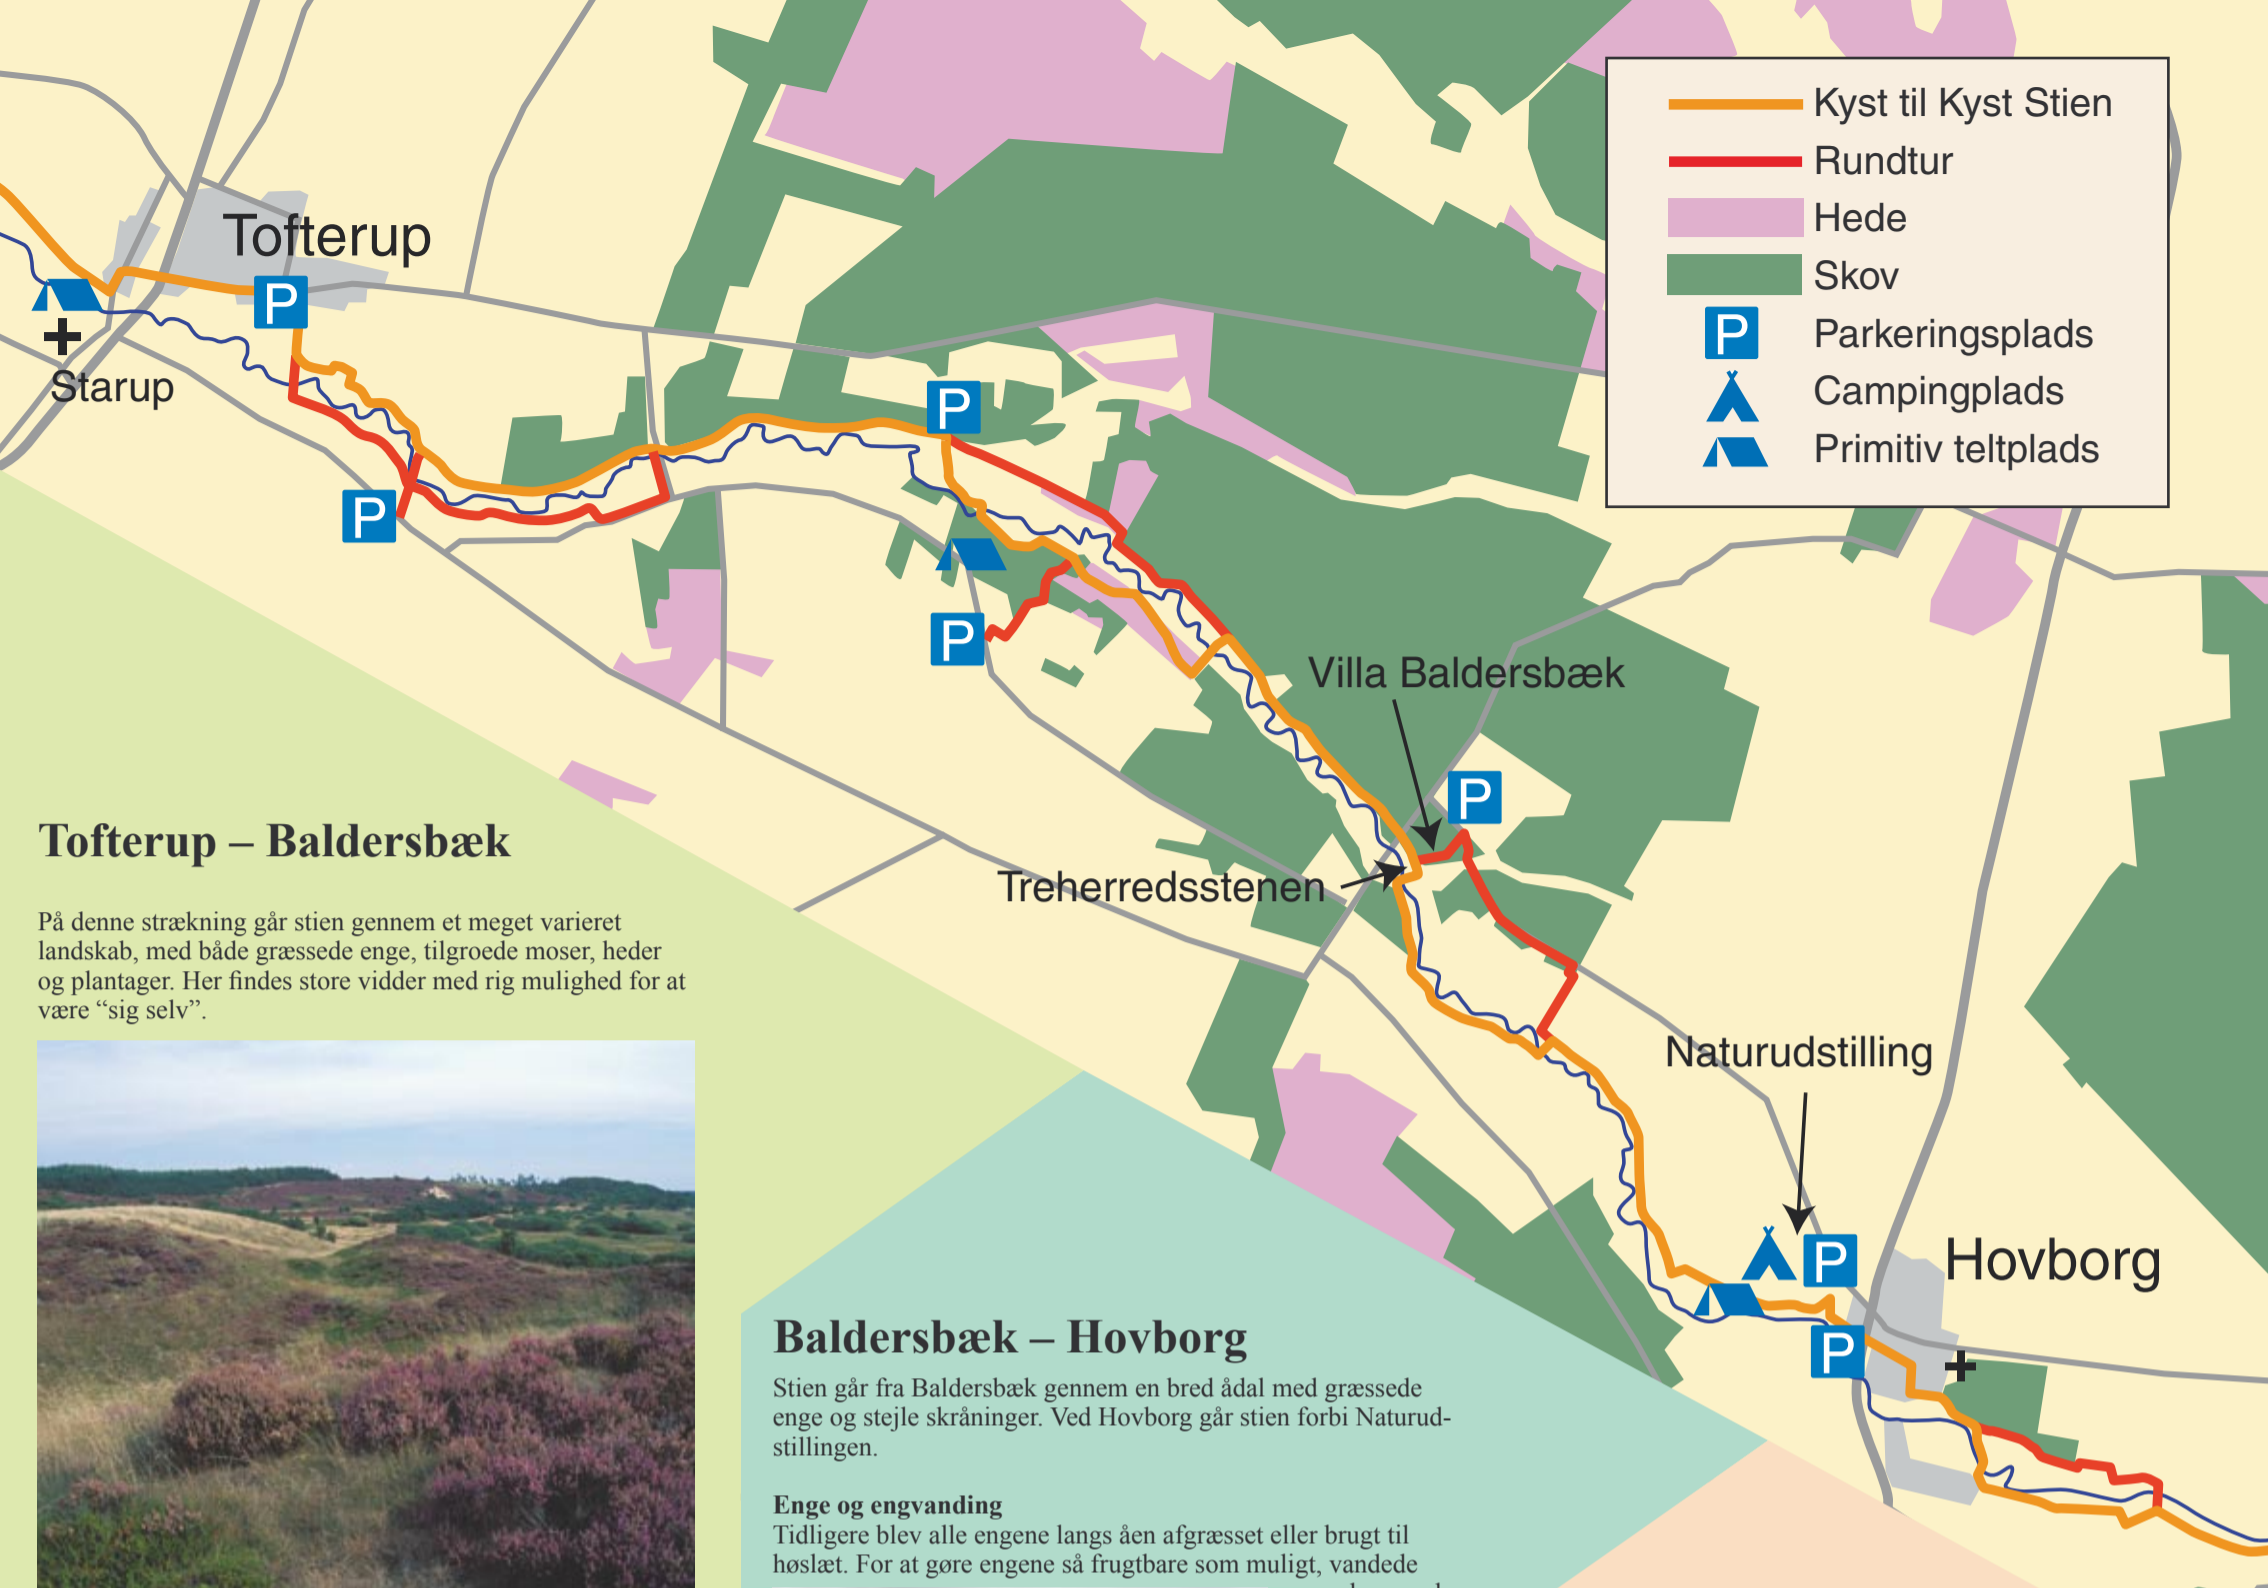 Kyst til Kyst Stien
Rundtur
Hede
Skov
P Parkeringsplads
Campingplads
Primitiv teltplads
Tofterup
P
Starup
P
P
P
Villa Baldersbæk
P
Treherredsstenen
Naturudstilling
P
Hovborg
P
Tofterup – Baldersbæk
På denne strækning går stien gennem et meget varieret
landskab, med både græssede enge, tilgroede moser, heder
og plantager. Her findes store vidder med rig mulighed for at
være “sig selv”.
Baldersbæk – Hovborg
Stien går fra Baldersbæk gennem en bred ådal med græssede
enge og stejle skråninger. Ved Hovborg går stien forbi Naturud-
stillingen.
Enge og engvanding
Tidligere blev alle engene langs åen afgræsset eller brugt til
høslæt. For at gøre engene så frugtbare som muligt, vandede